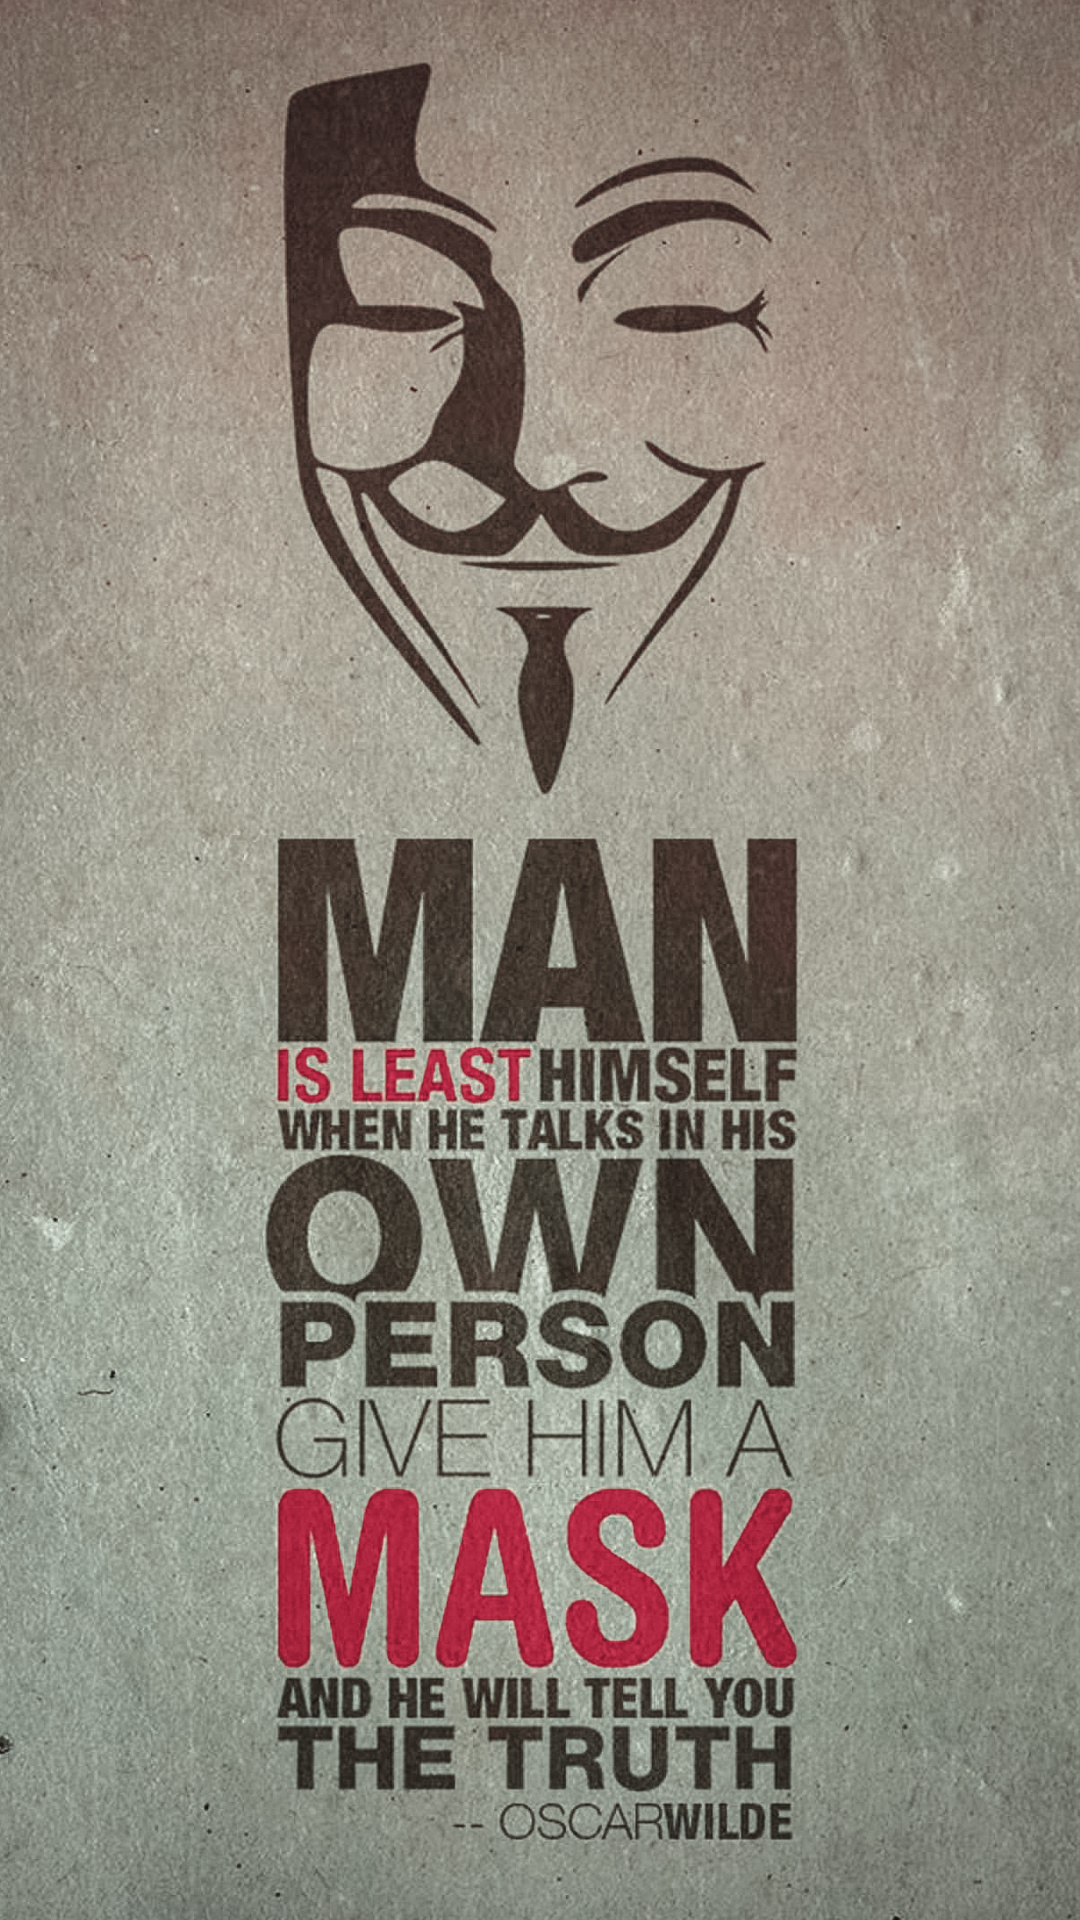 MAN
IS LEAST HIMSELF
WHEN HE TALKS IN HIS
OWN
PERSON
GIVE HIM A
MASK
AND HE WILL TELL YOU
THE TRUTH
-- OSCARWILDE